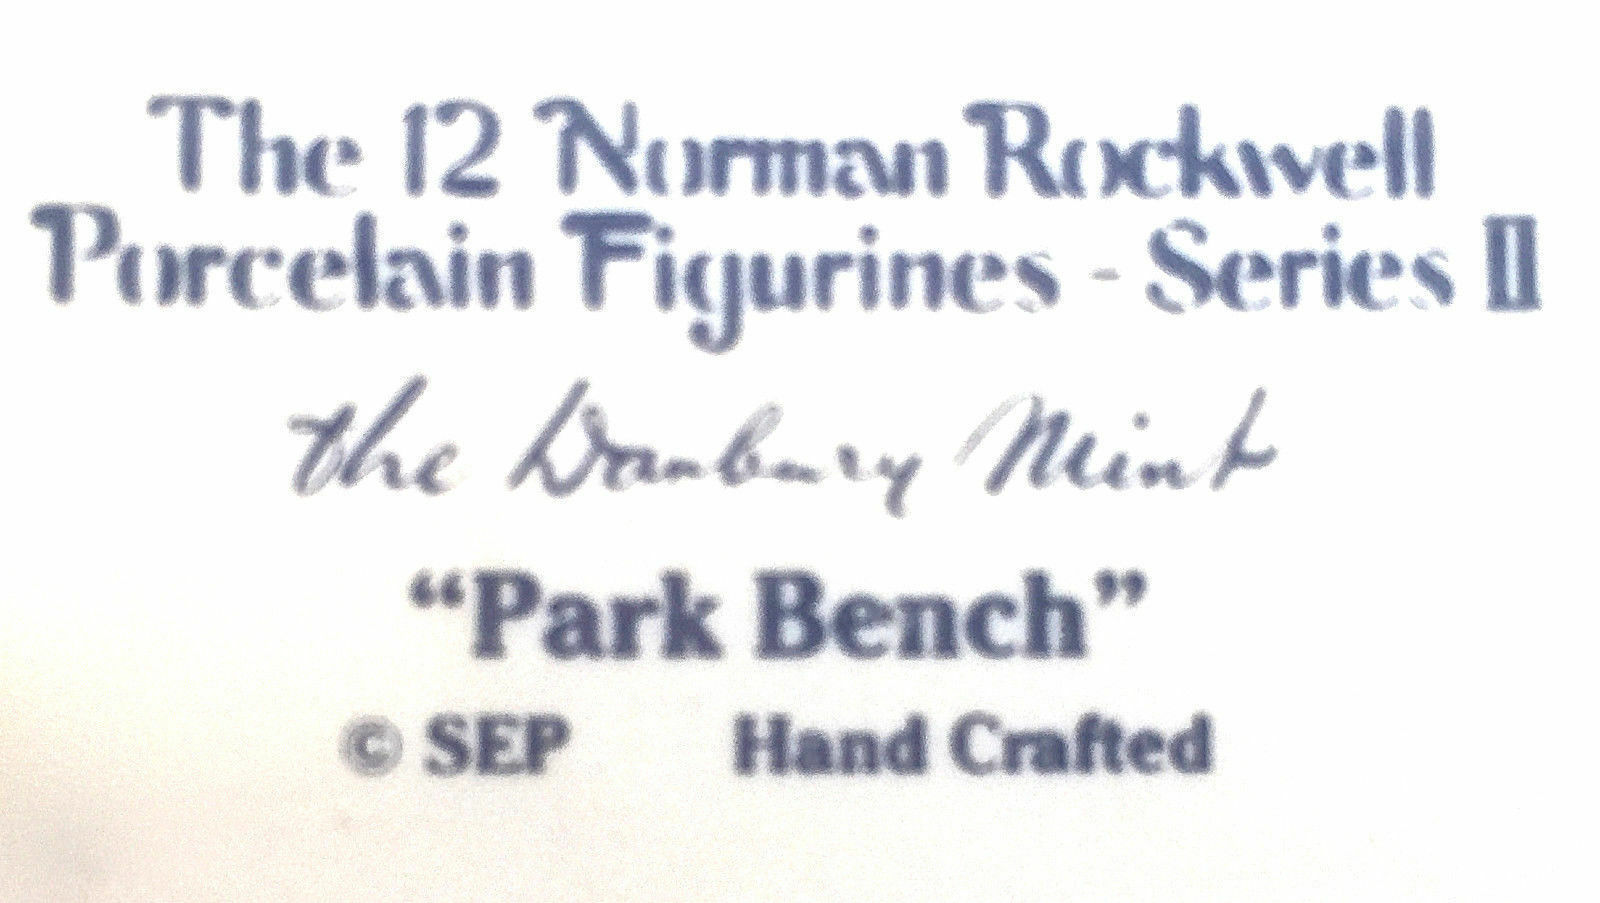 The 12 Norman Rockwell
Porcelain Figurines - Series II
the Danbury Mint
“Park Bench”
© SEP Hand Crafted